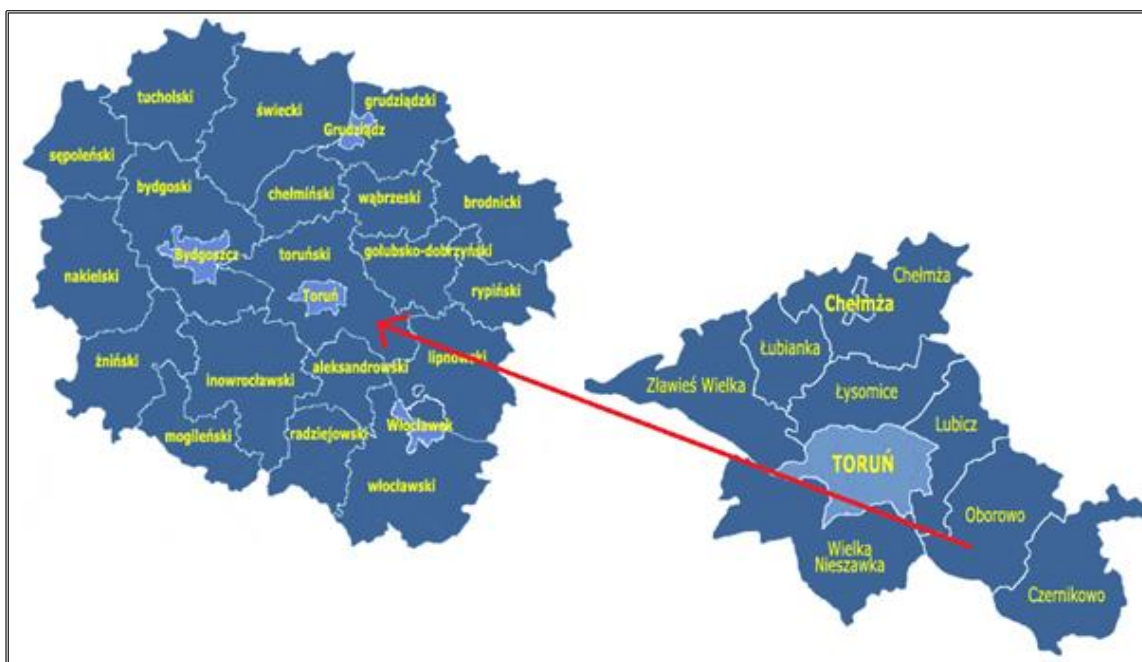 tucholski
świecki
grudziądzki
Grudziądz
sępoleński
bydgoski
chełmiński
wąbrzeski
brodnicki
nakielski
Bydgoszcz
toruński
golubsko-dobrzyński
Toruń
rypiński
żniński
inowrocławski
aleksandrowski
lipnowski
mogileński
radziejowski
Włocławek
włocławski
Chełmża
Chełmża
Łubianka
Zławieś Wielka
Łysomice
Lubicz
TORUŃ
Oborowo
Wielka
Nieszawka
Czernikowo